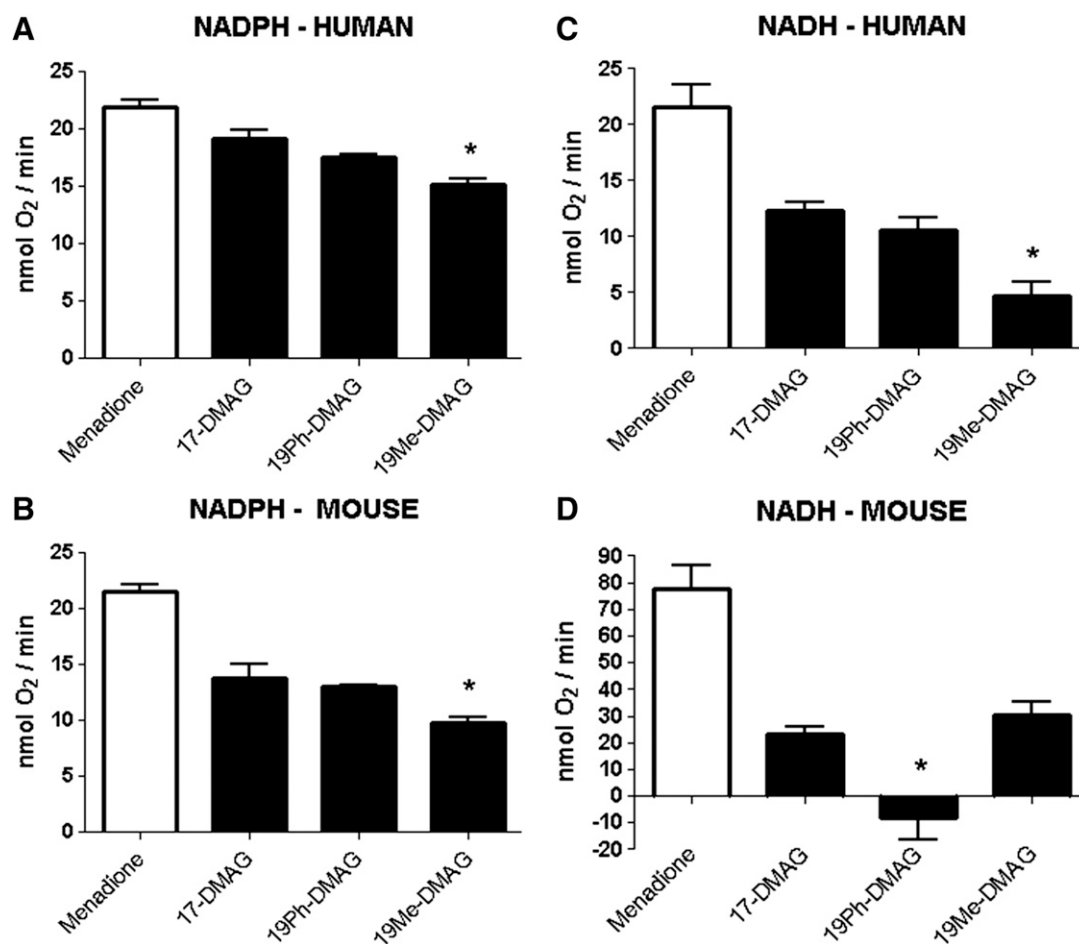 A
NADPH - HUMAN
nmol O₂ / min
25
20
15
10
5
0
*
Menadione
17-DMAG
19Ph-DMAG
19Me-DMAG
C
NADH - HUMAN
nmol O₂ / min
25
20
15
10
5
0
*
Menadione
17-DMAG
19Ph-DMAG
19Me-DMAG
B
NADPH - MOUSE
nmol O₂ / min
25
20
15
10
5
0
*
Menadione
17-DMAG
19Ph-DMAG
19Me-DMAG
D
NADH - MOUSE
nmol O₂ / min
90
80
70
60
50
40
30
20
10
0
-10
-20
*
Menadione
17-DMAG
19Ph-DMAG
19Me-DMAG